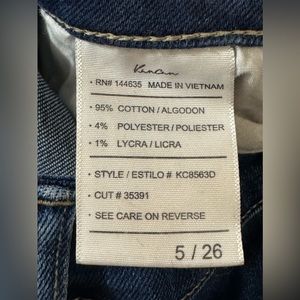 KanCan
• RN# 144635 MADE IN VIETNAM
• 95% COTTON / ALGODON
• 4% POLYESTER / POLIESTER
• 1% LYCRA / LICRA
• STYLE / ESTILO # KC8563D
• CUT # 35391
• SEE CARE ON REVERSE
5 / 26